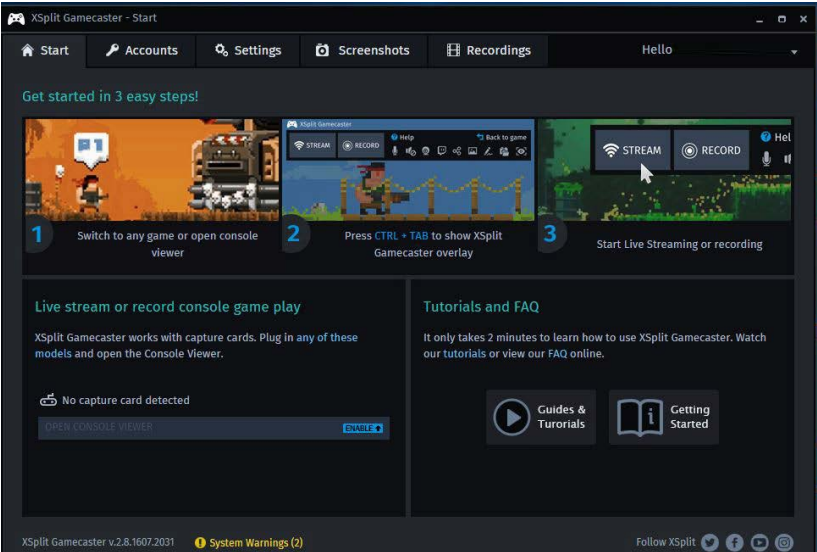 XSplit Gamecaster - Start
Start
Accounts
Settings
Screenshots
Recordings
Hello
Get started in 3 easy steps!
P1
XSplit Gamecaster
STREAM
RECORD
Help
Back to game
STREAM
RECORD
Hel
1
Switch to any game or open console
viewer
2
Press CTRL + TAB to show XSplit
Gamecaster overlay
3
Start Live Streaming or recording
Live stream or record console game play
XSplit Gamecaster works with capture cards. Plug in any of these
models and open the Console Viewer.
No capture card detected
OPEN CONSOLE VIEWER
ENABLE
Tutorials and FAQ
It only takes 2 minutes to learn how to use XSplit Gamecaster. Watch
our tutorials or view our FAQ online.
Guides &
Turorials
Getting
Started
XSplit Gamecaster v.2.8.1607.2031
System Warnings (2)
Follow XSplit